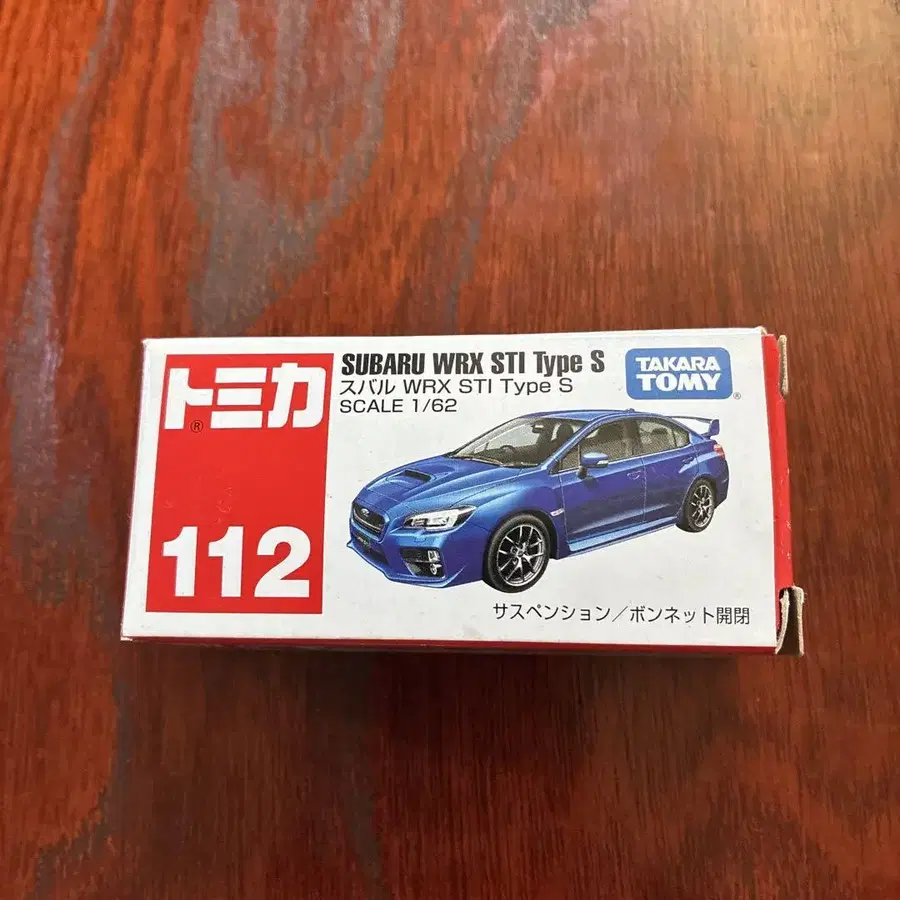 トミカ
®
112
SUBARU WRX STI Type S
スバル WRX STI Type S
SCALE 1/62
TAKARA
TOMY
®
サスペンション/ボンネット開閉